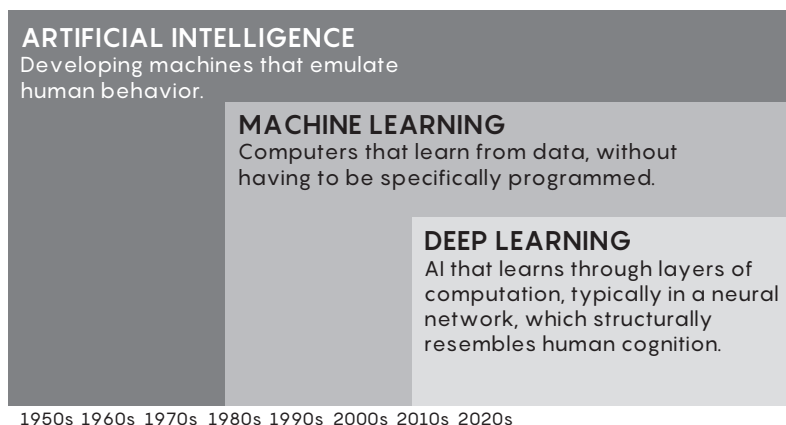 ARTIFICIAL INTELLIGENCE
Developing machines that emulate
human behavior.
MACHINE LEARNING
Computers that learn from data, without
having to be specifically programmed.
DEEP LEARNING
AI that learns through layers of
computation, typically in a neural
network, which structurally
resembles human cognition.
1950s 1960s 1970s 1980s 1990s 2000s 2010s 2020s